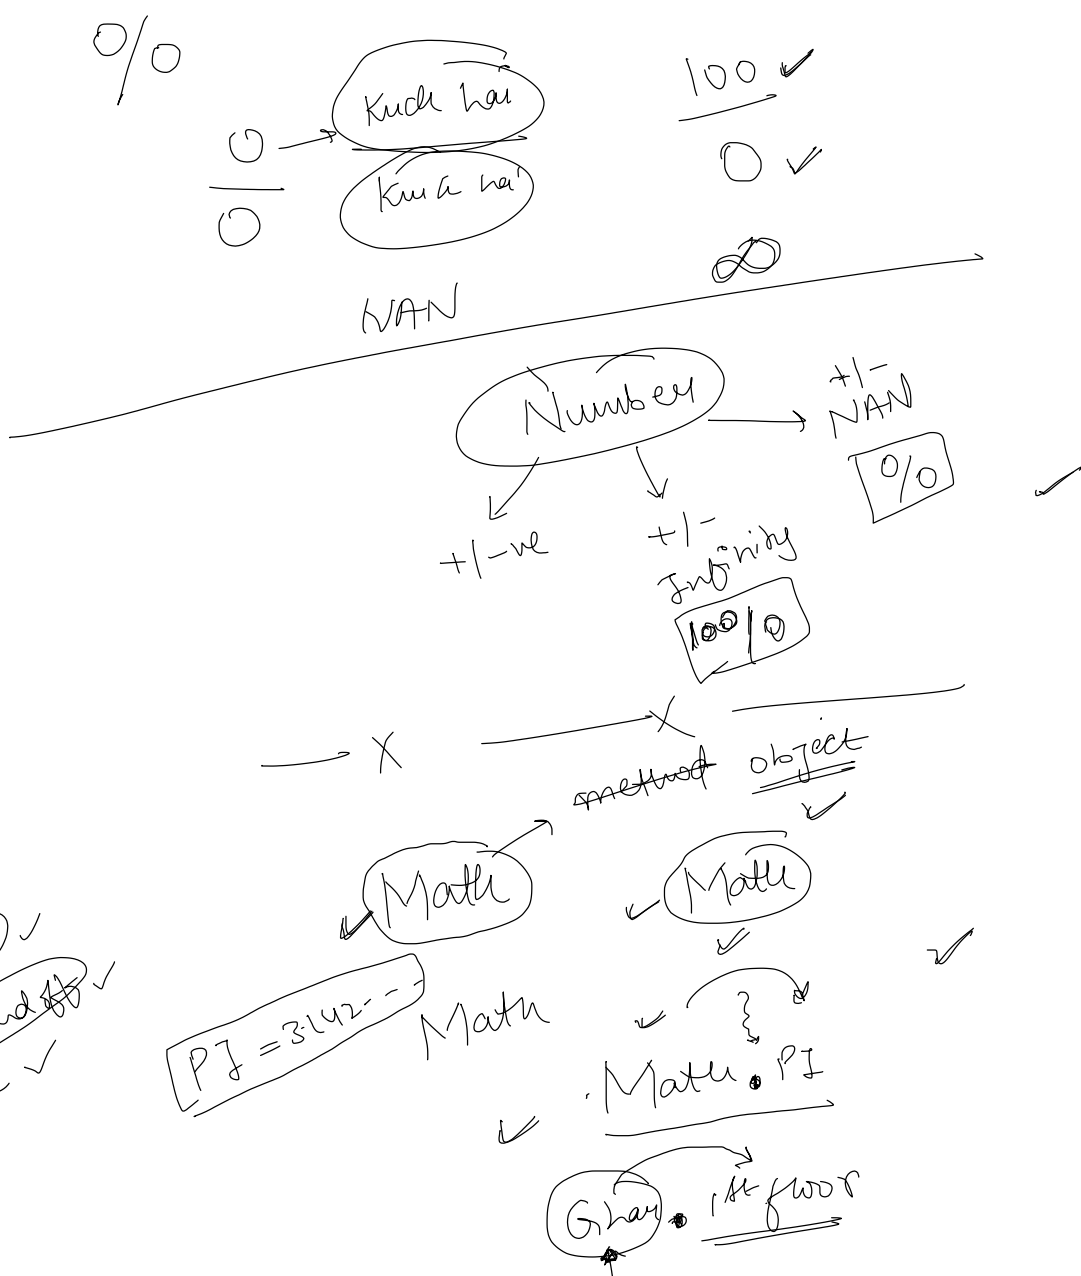 0/0
Kuch hai
100
0
0
Kuch hai
0
∞
NAN
Number
+/-
NAN
0/0
+/-ve
+/-
Infinity
100/0
X
X
method object
Math
Math
PI = 3.142---
Math
Math . PI
Ghar . 1st floor